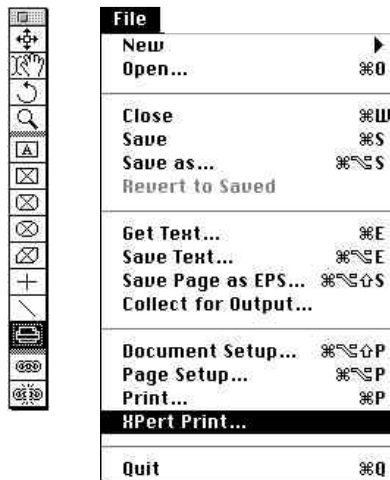 File
New
Open... ⌘O
Close ⌘W
Save ⌘S
Save as... ⌘⌥S
Revert to Saved
Get Text... ⌘E
Save Text... ⌘⌥E
Save Page as EPS... ⌘⌥⇧S
Collect for Output...
Document Setup... ⌘⌥⇧P
Page Setup... ⌘⌥P
Print... ⌘P
XPert Print...
Quit ⌘Q
A